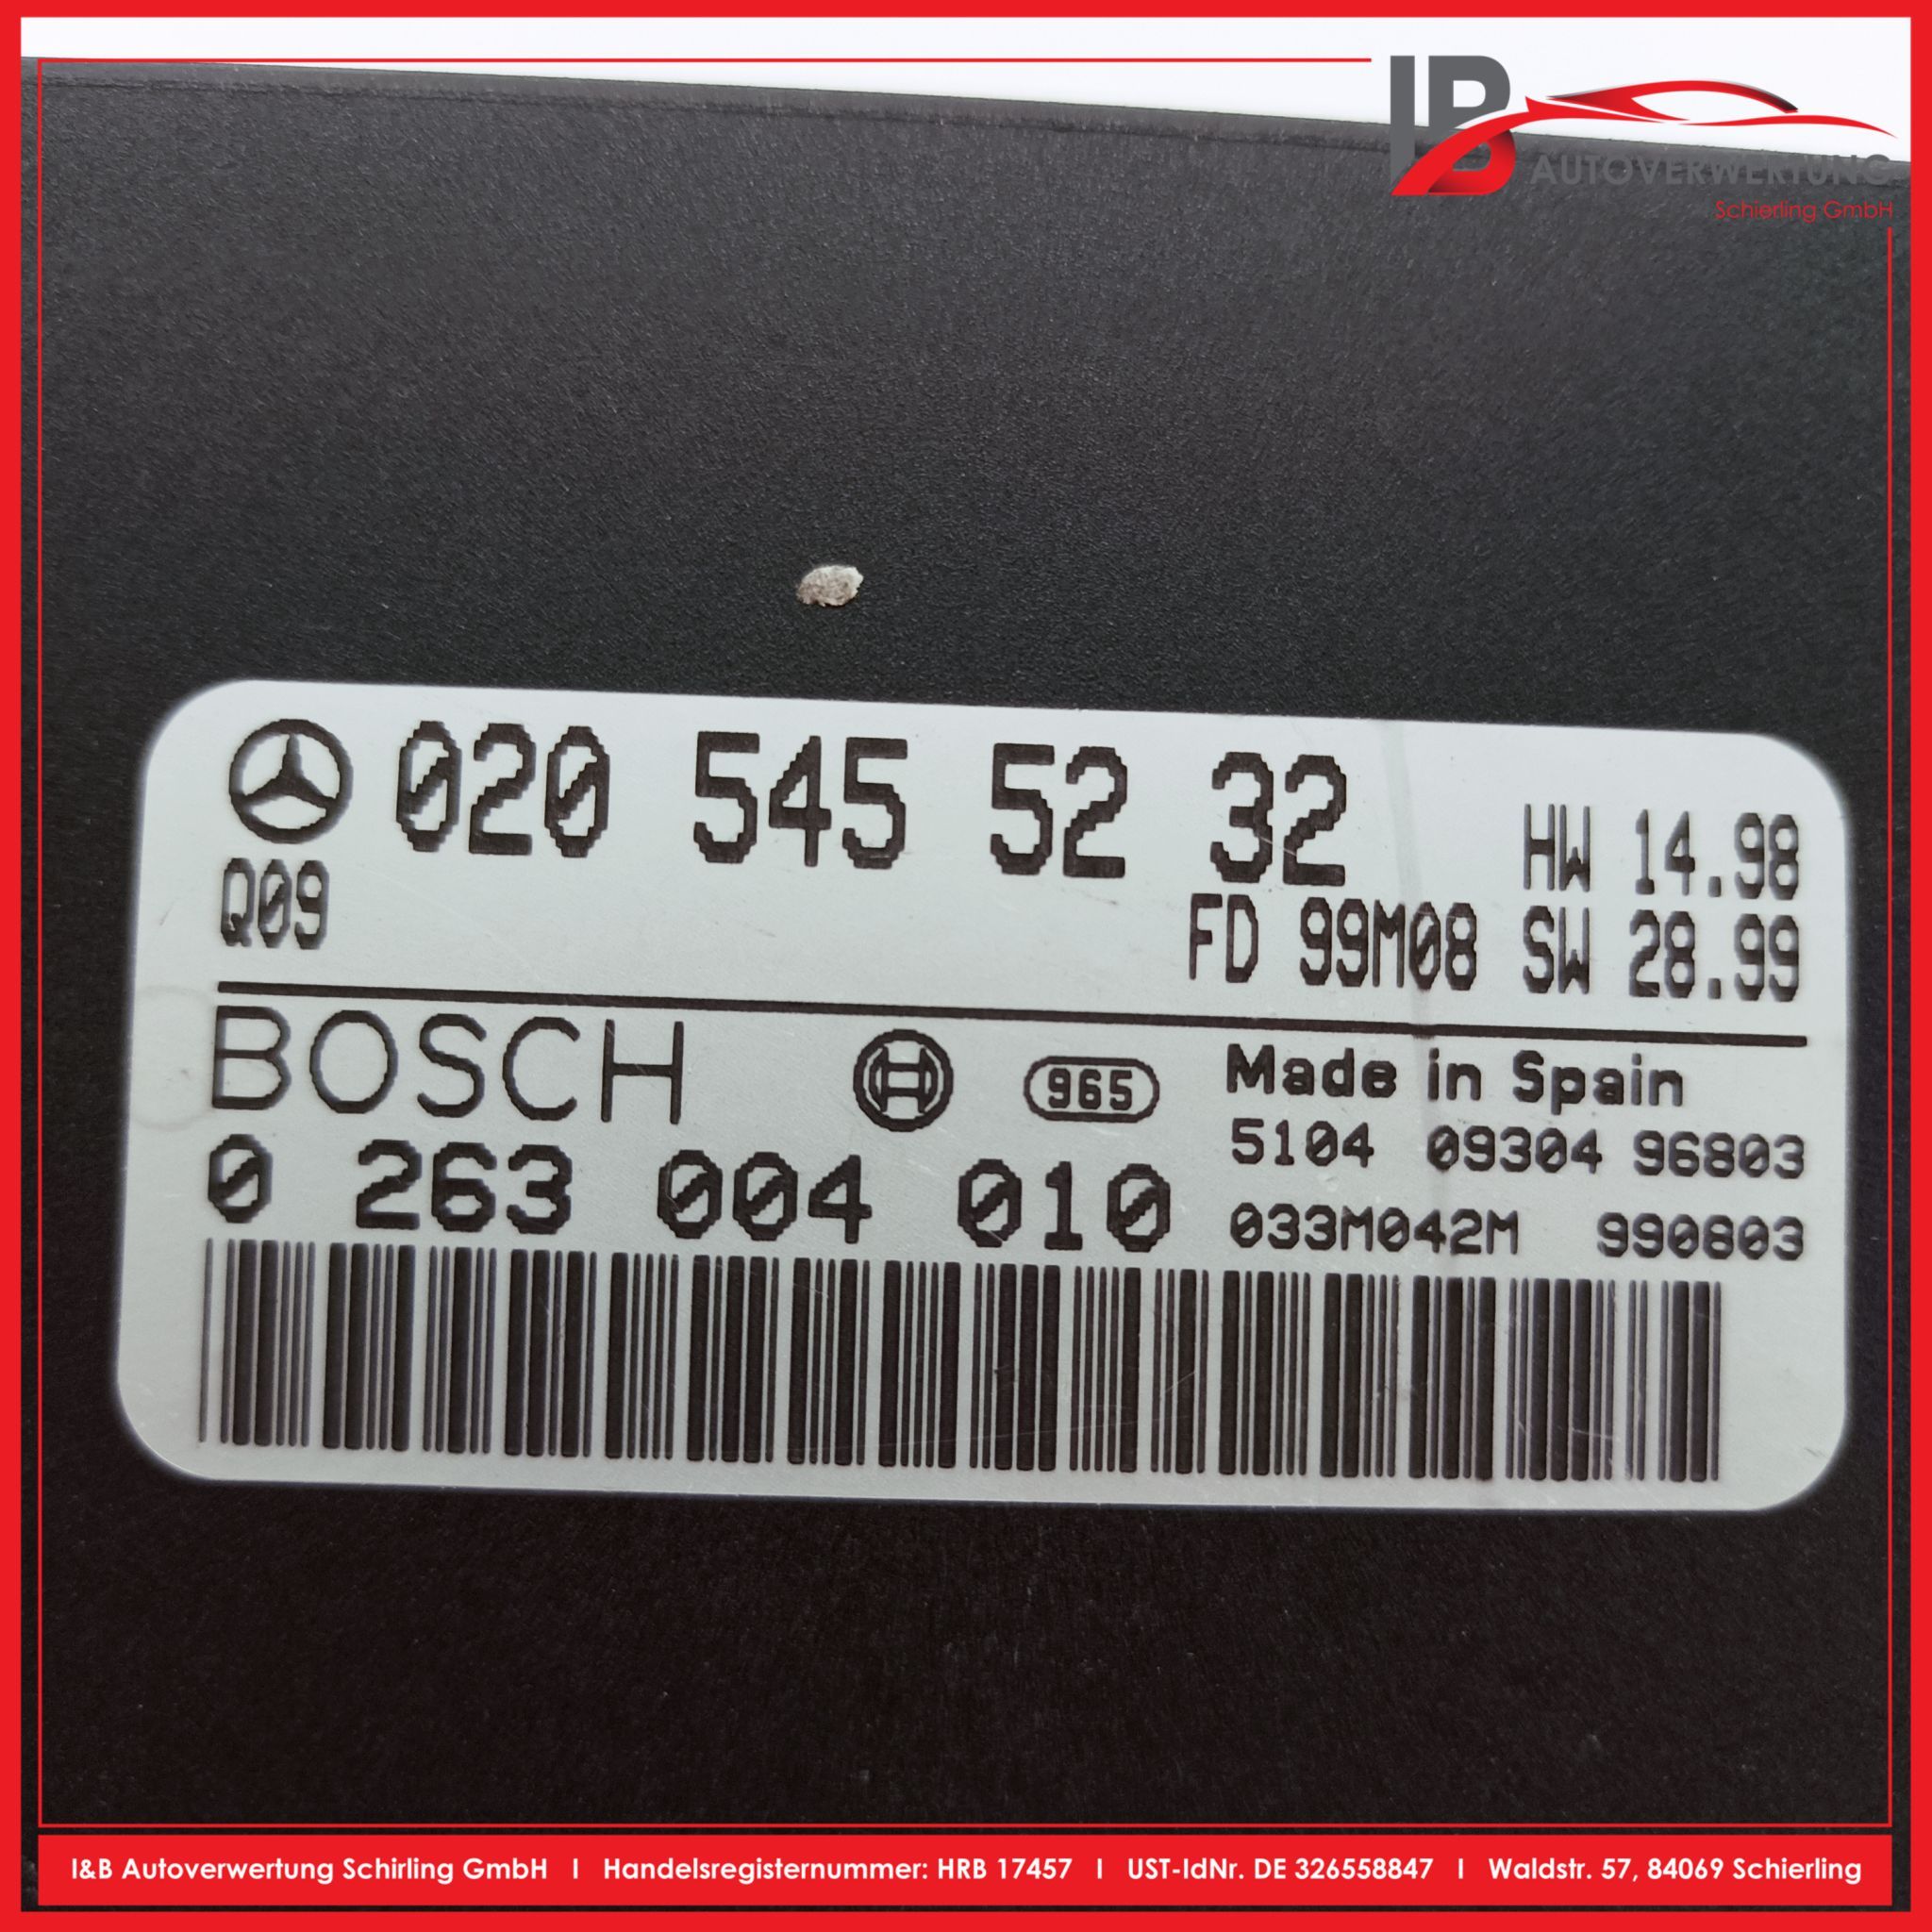 IB
AUTOVERWERTUNG
Schierling GmbH
020 545 52 32
HW 14.98
Q09
FD 99M08 SW 28.99
BOSCH
965
Made in Spain
0 263 004 010
5104 09304 96803
033M042M 990803
I&B Autoverwertung Schirling GmbH I Handelsregisternummer: HRB 17457 I UST-IdNr. DE 326558847 I Waldstr. 57, 84069 Schierling